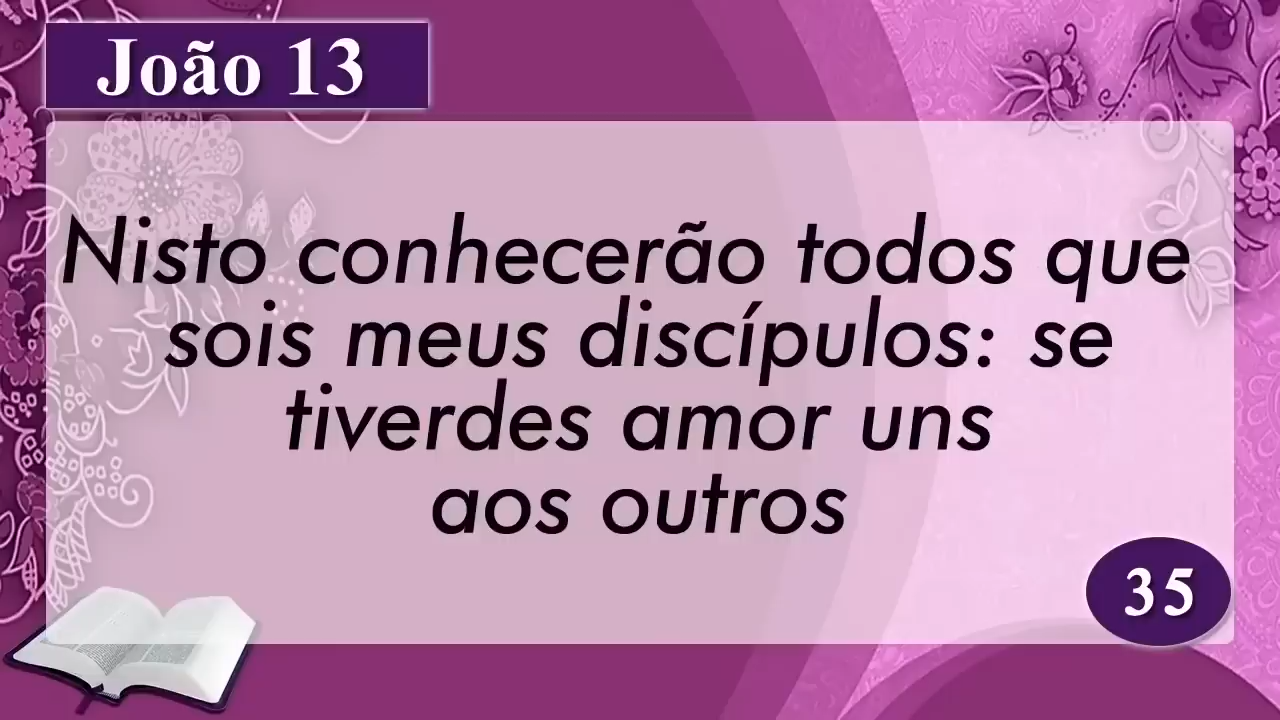 João 13
Nisto conhecerão todos que
sois meus discípulos: se
tiverdes amor uns
aos outros
35